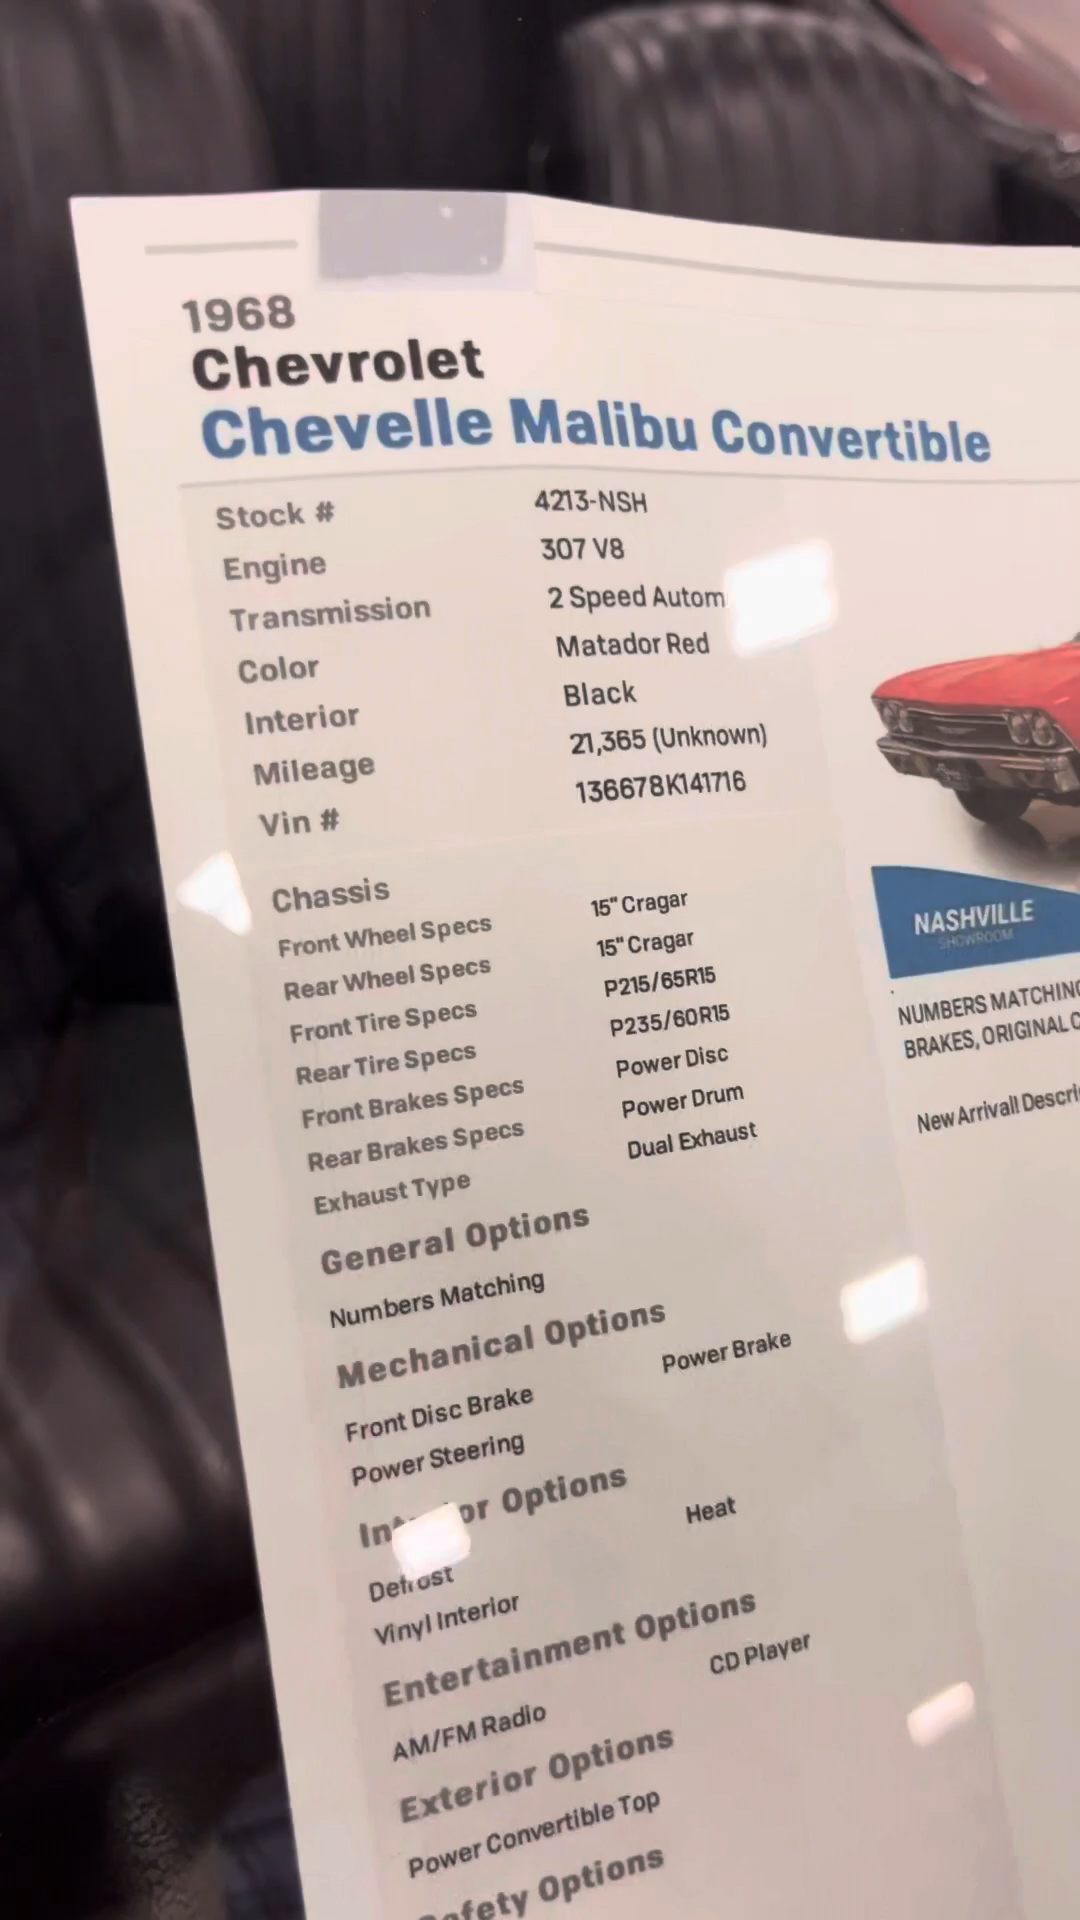 1968
Chevrolet
Chevelle Malibu Convertible
Stock # 4213-NSH
Engine 307 V8
Transmission 2 Speed Autom
Color Matador Red
Interior Black
Mileage 21,365 (Unknown)
Vin # 136678K141716
Chassis
Front Wheel Specs 15" Cragar
Rear Wheel Specs 15" Cragar
Front Tire Specs P215/65R15
Rear Tire Specs P235/60R15
Front Brakes Specs Power Disc
Rear Brakes Specs Power Drum
Exhaust Type Dual Exhaust
General Options
Numbers Matching
Mechanical Options
Front Disc Brake Power Brake
Power Steering
Options
Defrost Heat
Vinyl Interior
Entertainment Options
AM/FM Radio CD Player
Exterior Options
Power Convertible Top
Options
NASHVILLE
SHOWROOM
NUMBERS MATCHING
BRAKES, ORIGINAL C
New Arrival! Descri